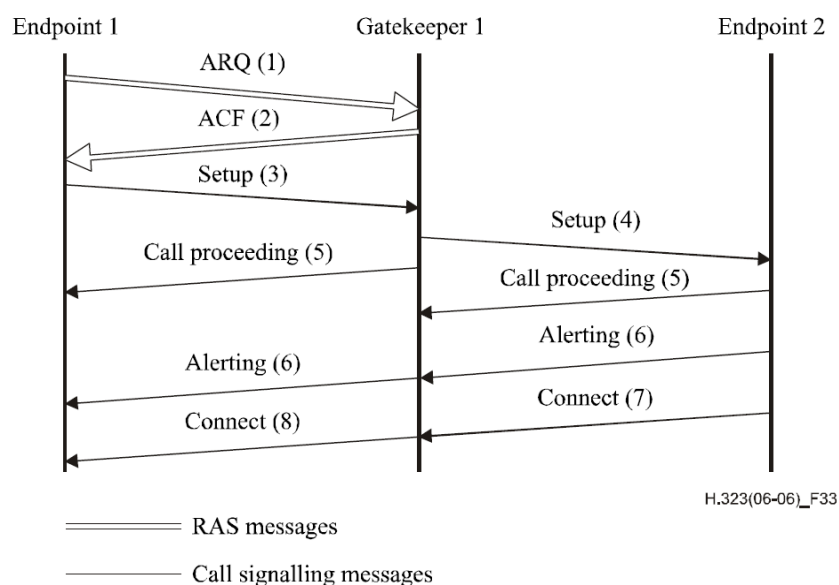 Endpoint 1 Gatekeeper 1 Endpoint 2
ARQ (1)
ACF (2)
Setup (3)
Setup (4)
Call proceeding (5)
Call proceeding (5)
Alerting (6)
Alerting (6)
Connect (7)
Connect (8)
H.323(06-06)_F33
RAS messages
Call signalling messages